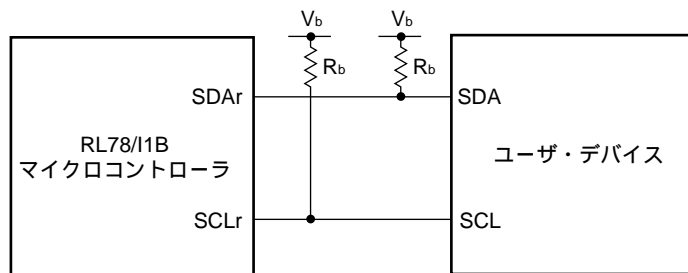 Vb Vb
Rb Rb
SDAr SDA
RL78/I1B
マイクロコントローラ
ユーザ・デバイス
SCLr SCL